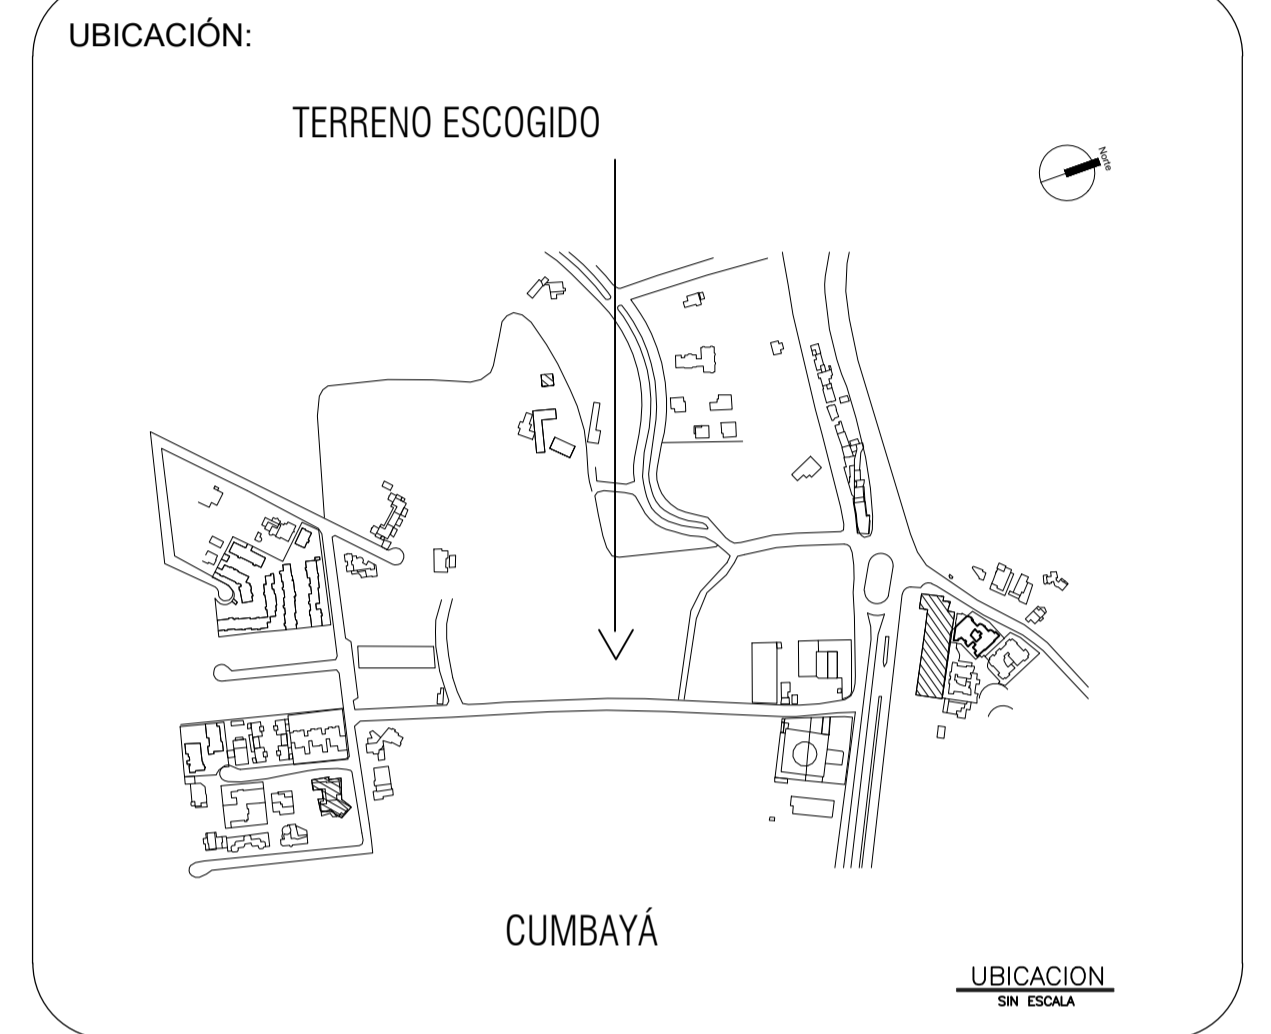 UBICACIÓN:
TERRENO ESCOGIDO
Norte
CUMBAYÁ
UBICACION
SIN ESCALA